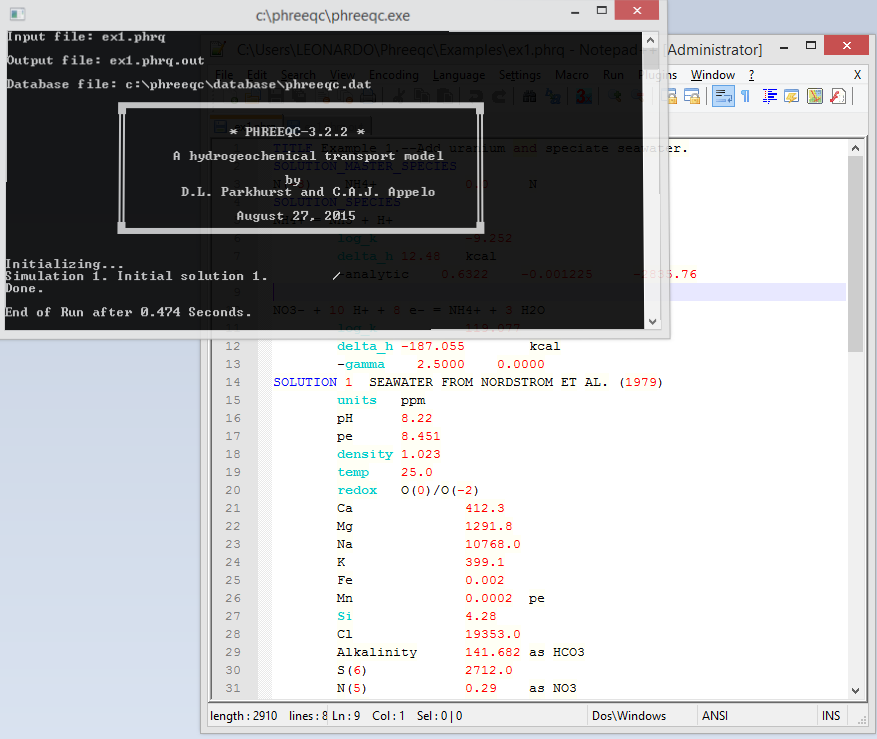 c:\phreeqc\phreeqc.exe
Input file: ex1.phrq
Output file: ex1.phrq.out
Database file: c:\phreeqc\database\phreeqc.dat
* PHREEQC-3.2.2 *
A hydrogeochemical transport model
by
D.L. Parkhurst and C.A.J. Appelo
August 27, 2015
Initializing...
Simulation 1. Initial solution 1. /
Done.
End of Run after 0.474 Seconds.
C:\Users\LEONARDO\Phreeqc\Examples\ex1.phrq - Notepad++ [Administrator]
File Edit Search View Encoding Language Settings Macro Run Plugins Window ? X
TITLE Example 1.--Add uranium and speciate seawater.
SOLUTION_MASTER_SPECIES
NH4+ 0.0 N
SOLUTION_SPECIES
+ H+
6 log_k -9.252
7 delta_h 12.48 kcal
-analytic 0.6322 -0.001225 -2835.76
NO3- + 10 H+ + 8 e- = NH4+ + 3 H2O
log_k 119.077
12 delta_h -187.055 kcal
13 -gamma 2.5000 0.0000
14 SOLUTION 1 SEAWATER FROM NORDSTROM ET AL. (1979)
15 units ppm
16 pH 8.22
17 pe 8.451
18 density 1.023
19 temp 25.0
20 redox O(0)/O(-2)
21 Ca 412.3
22 Mg 1291.8
23 Na 10768.0
24 K 399.1
25 Fe 0.002
26 Mn 0.0002 pe
27 Si 4.28
28 Cl 19353.0
29 Alkalinity 141.682 as HCO3
30 S(6) 2712.0
31 N(5) 0.29 as NO3
length : 2910 lines : 8 Ln : 9 Col : 1 Sel : 0 | 0 Dos\Windows ANSI INS